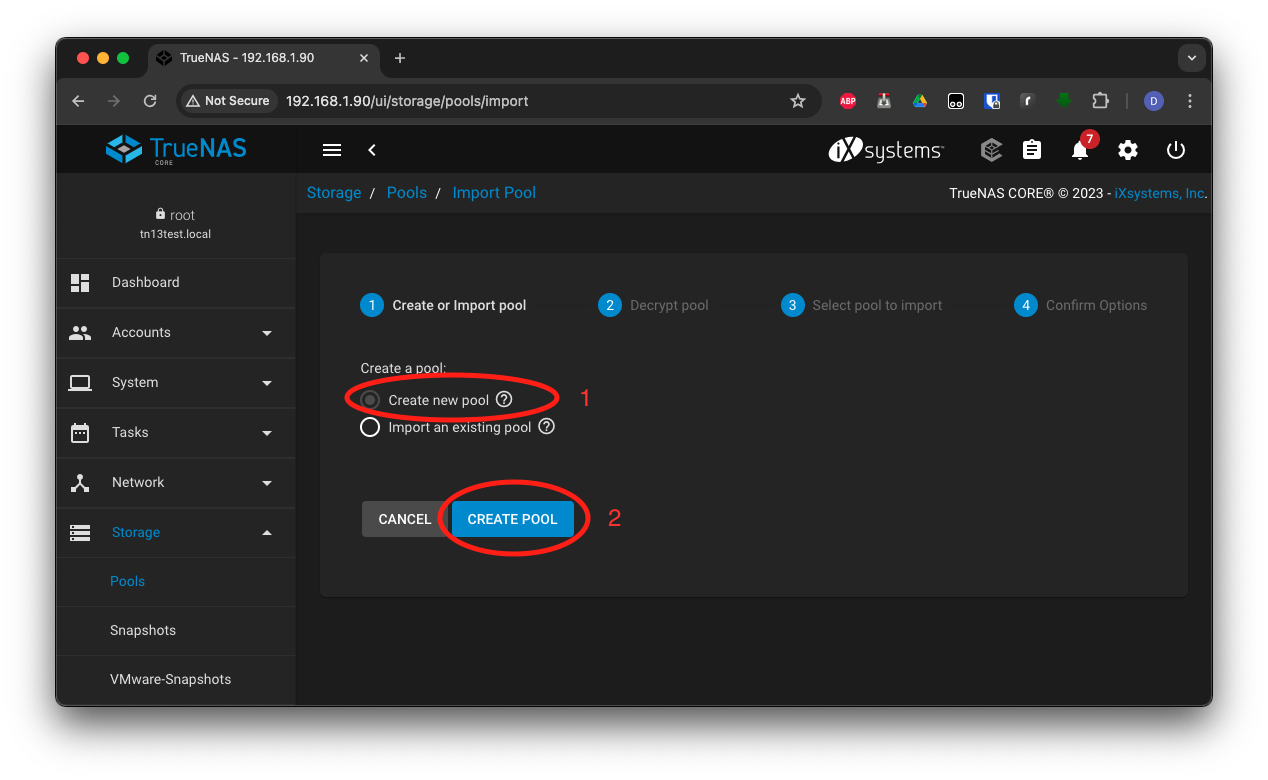 TrueNAS - 192.168.1.90
Not Secure 192.168.1.90/ui/storage/pools/import
ABP
D
TrueNAS
CORE
iXsystems™
7
Storage / Pools / Import Pool
TrueNAS CORE® © 2023 - iXsystems, Inc.
root
tn13test.local
Dashboard
Accounts
System
Tasks
Network
Storage
Pools
Snapshots
VMware-Snapshots
1 Create or Import pool
2 Decrypt pool
3 Select pool to import
4 Confirm Options
Create a pool:
Create new pool ?
1
Import an existing pool ?
CANCEL
CREATE POOL
2